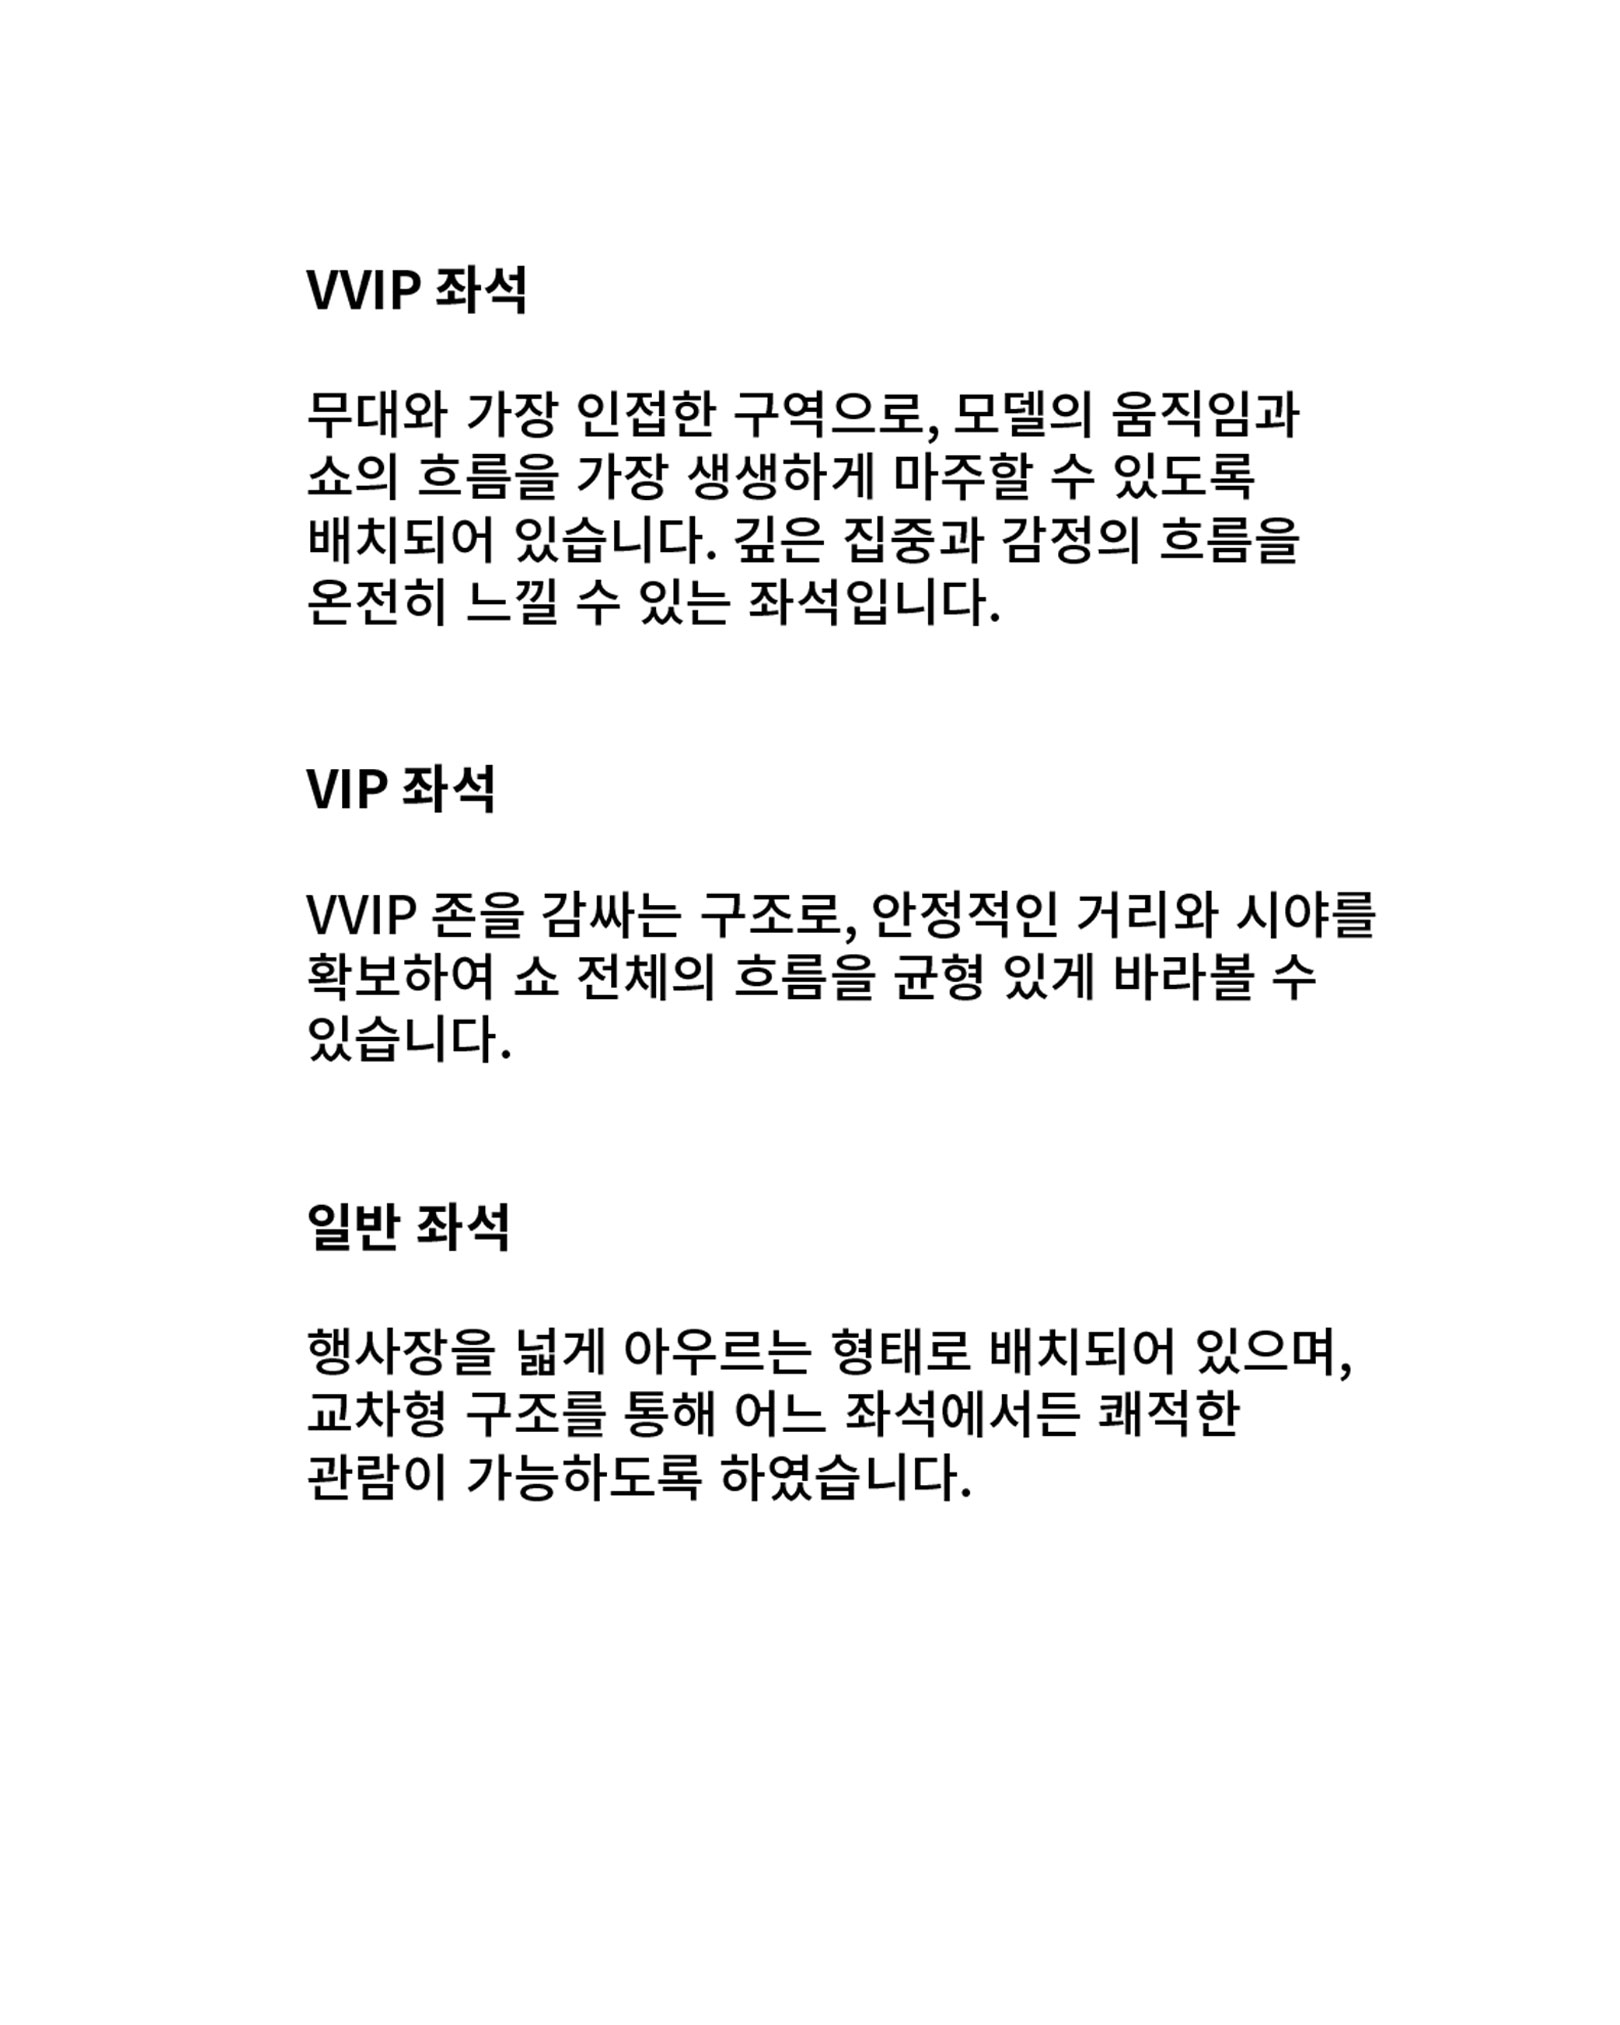 VVIP 좌석
무대와 가장 인접한 구역으로, 모델의 움직임과
쇼의 흐름을 가장 생생하게 마주할 수 있도록
배치되어 있습니다. 깊은 집중과 감정의 흐름을
온전히 느낄 수 있는 좌석입니다.
VIP 좌석
VVIP 존을 감싸는 구조로, 안정적인 거리와 시야를
확보하여 쇼 전체의 흐름을 균형 있게 바라볼 수
있습니다.
일반 좌석
행사장을 넓게 아우르는 형태로 배치되어 있으며,
교차형 구조를 통해 어느 좌석에서든 쾌적한
관람이 가능하도록 하였습니다.